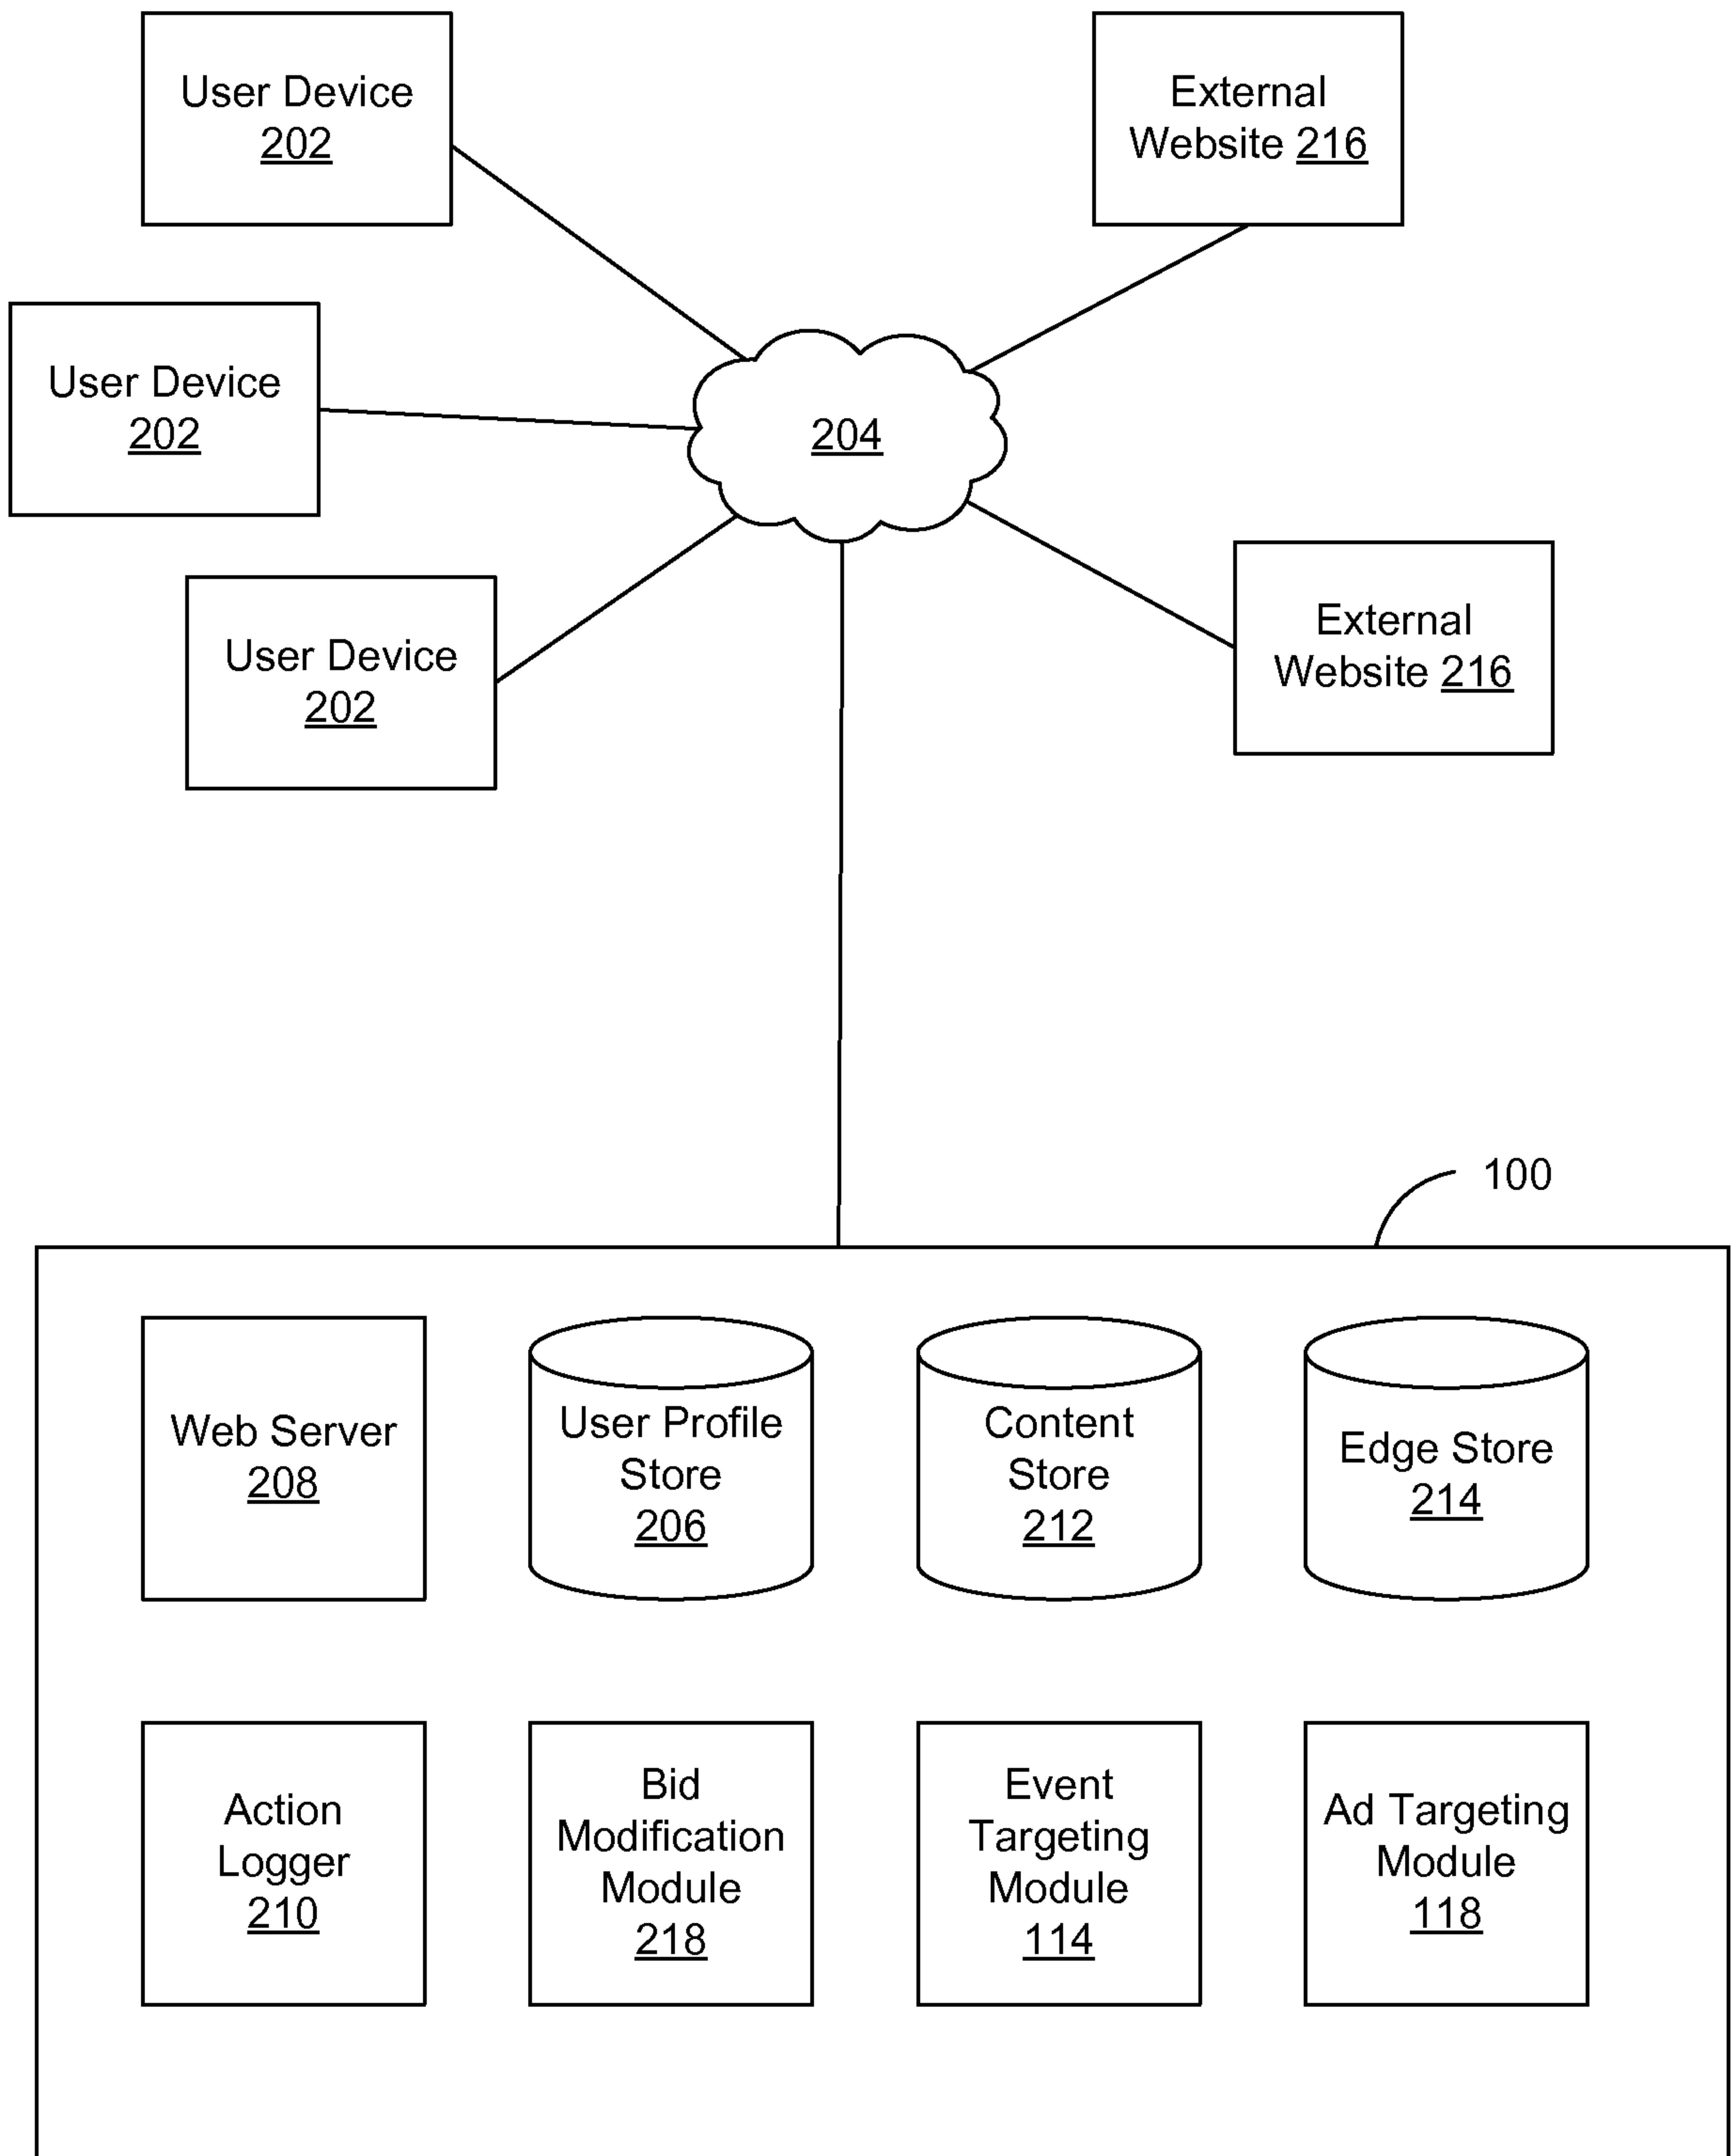 User Device
202
External
Website 216
User Device
202
204
User Device
202
External
Website 216
100
Web Server
208
User Profile
Store
206
Content
Store
212
Edge Store
214
Action
Logger
210
Bid
Modification
Module
218
Event
Targeting
Module
114
Ad Targeting
Module
118